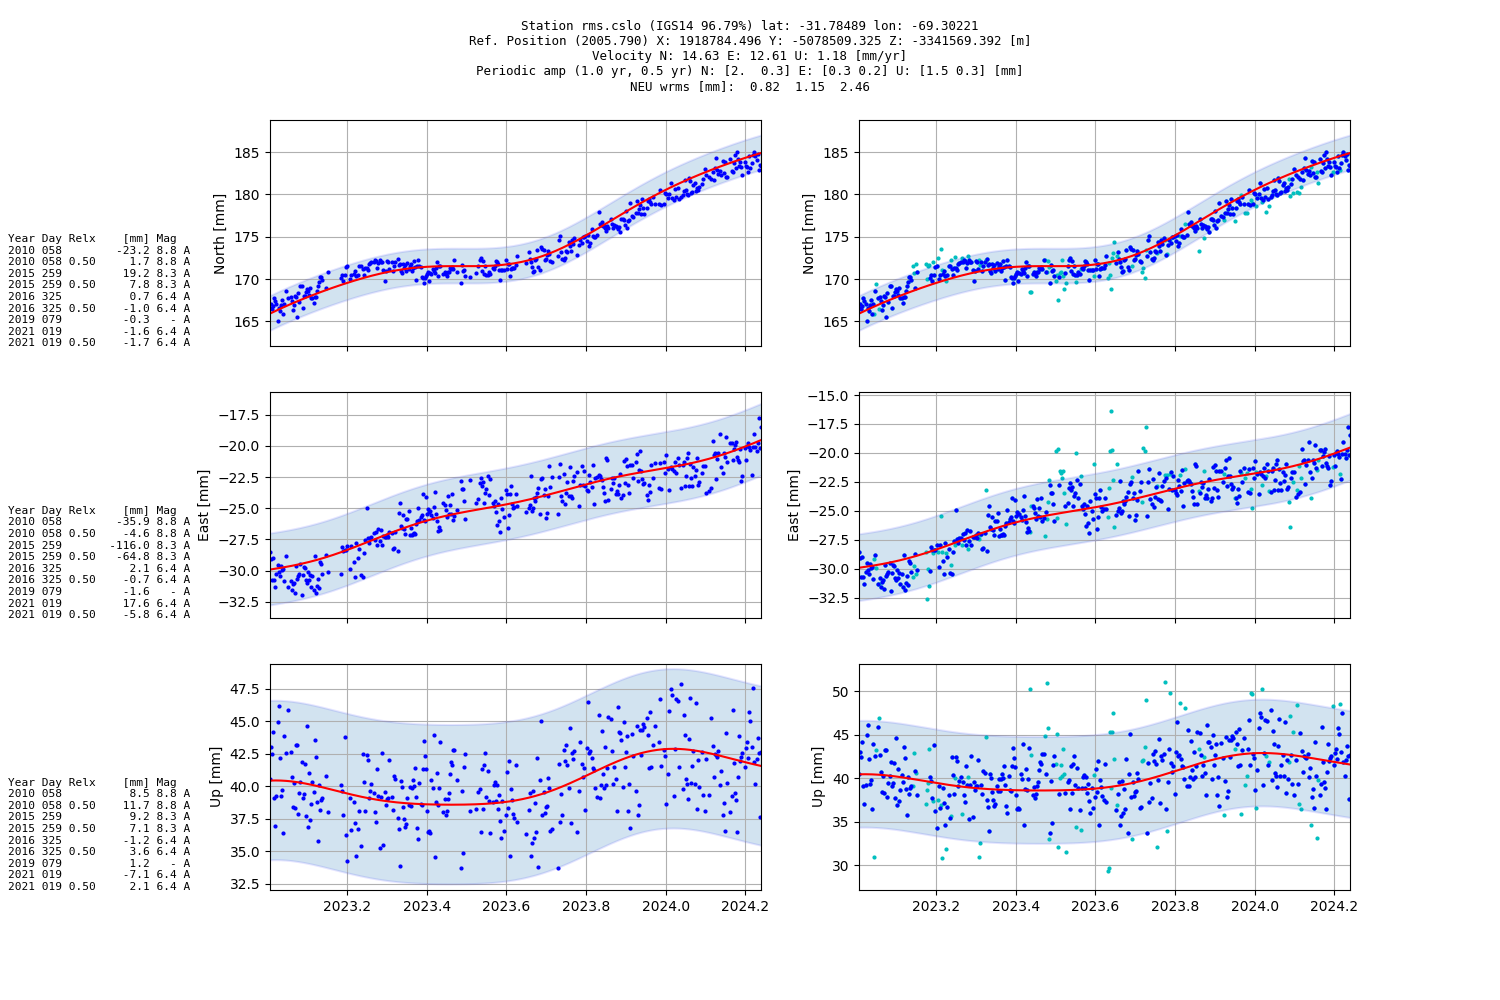 Station rms.cslo (IGS14 96.79%) lat: -31.78489 lon: -69.30221
Ref. Position (2005.790) X: 1918784.496 Y: -5078509.325 Z: -3341569.392 [m]
Velocity N: 14.63 E: 12.61 U: 1.18 [mm/yr]
Periodic amp (1.0 yr, 0.5 yr) N: [2.  0.3] E: [0.3 0.2] U: [1.5 0.3] [mm]
NEU wrms [mm]:  0.82  1.15  2.46
Year Day Relx    [mm] Mag
2010 058        -23.2 8.8 A
2010 058 0.50     1.7 8.8 A
2015 259         19.2 8.3 A
2015 259 0.50     7.8 8.3 A
2016 325          0.7 6.4 A
2016 325 0.50    -1.0 6.4 A
2019 079         -0.3   - A
2021 019         -1.6 6.4 A
2021 019 0.50    -1.7 6.4 A
North [mm]
185
180
175
170
165
North [mm]
185
180
175
170
165
Year Day Relx    [mm] Mag
2010 058        -35.9 8.8 A
2010 058 0.50    -4.6 8.8 A
2015 259       -116.0 8.3 A
2015 259 0.50   -64.8 8.3 A
2016 325          2.1 6.4 A
2016 325 0.50    -0.7 6.4 A
2019 079         -1.6   - A
2021 019         17.6 6.4 A
2021 019 0.50    -5.8 6.4 A
East [mm]
−17.5
−20.0
−22.5
−25.0
−27.5
−30.0
−32.5
East [mm]
−15.0
−17.5
−20.0
−22.5
−25.0
−27.5
−30.0
−32.5
Year Day Relx    [mm] Mag
2010 058          8.5 8.8 A
2010 058 0.50    11.7 8.8 A
2015 259          9.2 8.3 A
2015 259 0.50     7.1 8.3 A
2016 325         -1.2 6.4 A
2016 325 0.50     3.6 6.4 A
2019 079          1.2   - A
2021 019         -7.1 6.4 A
2021 019 0.50     2.1 6.4 A
Up [mm]
47.5
45.0
42.5
40.0
37.5
35.0
32.5
2023.2 2023.4 2023.6 2023.8 2024.0 2024.2
Up [mm]
50
45
40
35
30
2023.2 2023.4 2023.6 2023.8 2024.0 2024.2